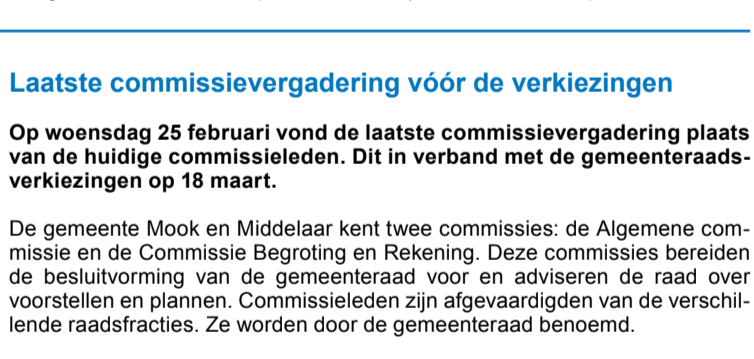 Laatste commissievergadering vóór de verkiezingen
Op woensdag 25 februari vond de laatste commissievergadering plaats
van de huidige commissieleden. Dit in verband met de gemeenteraads-
verkiezingen op 18 maart.
De gemeente Mook en Middelaar kent twee commissies: de Algemene com-
missie en de Commissie Begroting en Rekening. Deze commissies bereiden
de besluitvorming van de gemeenteraad voor en adviseren de raad over
voorstellen en plannen. Commissieleden zijn afgevaardigden van de verschil-
lende raadsfracties. Ze worden door de gemeenteraad benoemd.